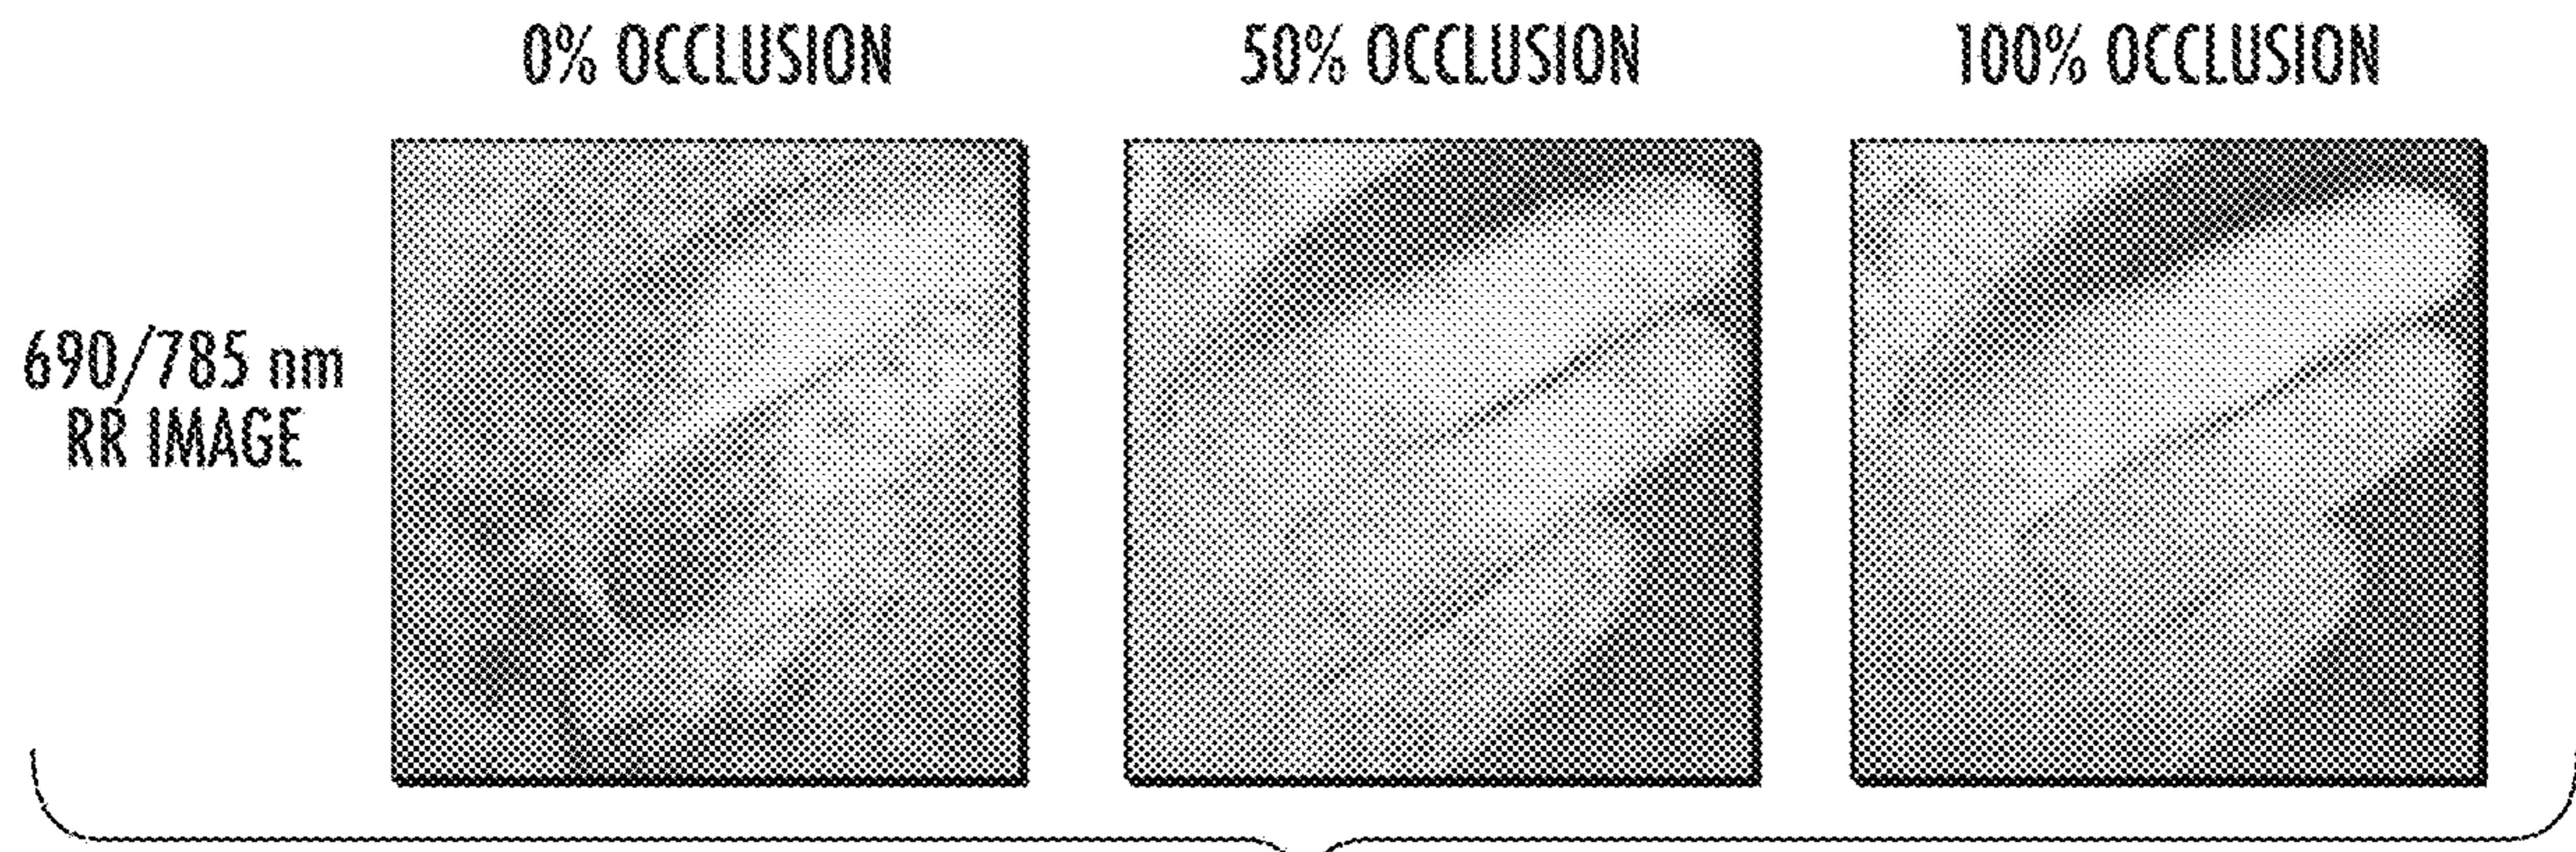 0% OCCLUSION
50% OCCLUSION
100% OCCLUSION
690/785 nm
RR IMAGE